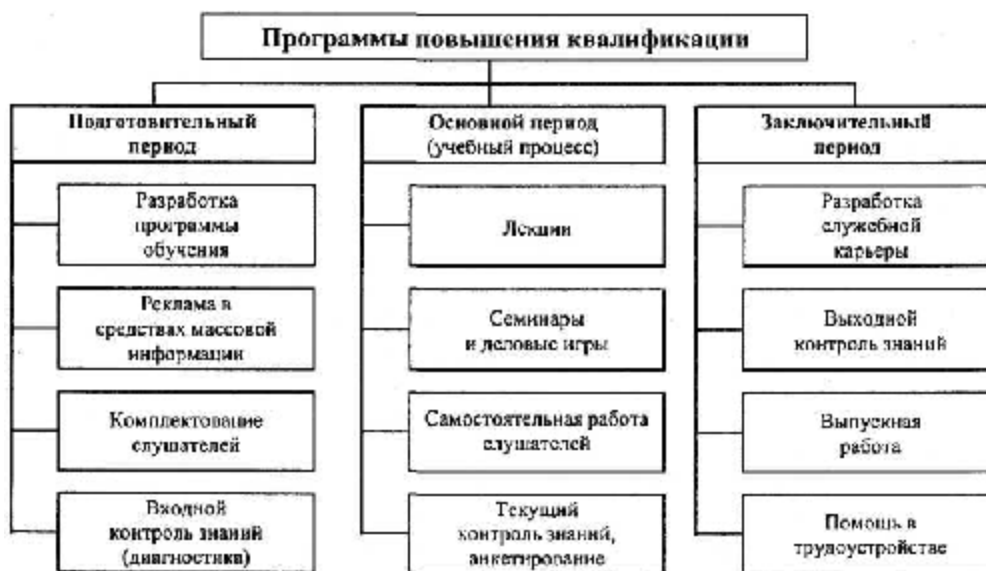 Программы повышения квалификации
Подготовительный
период
Разработка
программы
обучения
Реклама в
средствах массовой
информации
Комплектование
слушателей
Входной
контроль знаний
(диагностика)
Основной период
(учебный процесс)
Лекции
Семинары
и деловые игры
Самостоятельная работа
слушателей
Текущий
контроль знаний,
анкетирование
Заключительный
период
Разработка
служебной
карьеры
Выходной
контроль знаний
Выпускная
работа
Помощь в
трудоустройстве